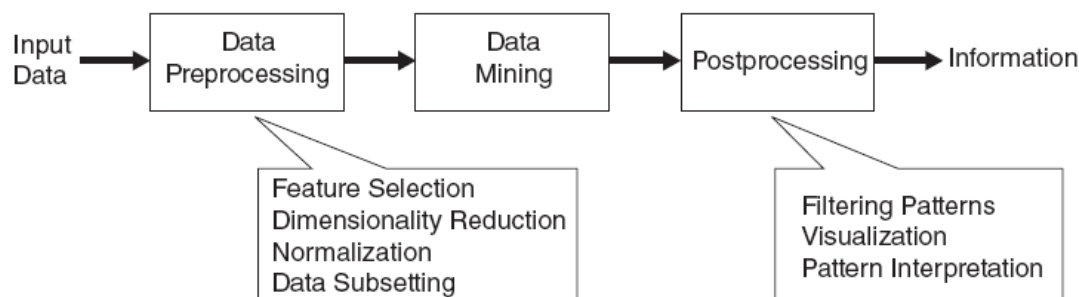 Input
Data
Data
Preprocessing
Data
Mining
Postprocessing
Information
Feature Selection
Dimensionality Reduction
Normalization
Data Subsetting
Filtering Patterns
Visualization
Pattern Interpretation